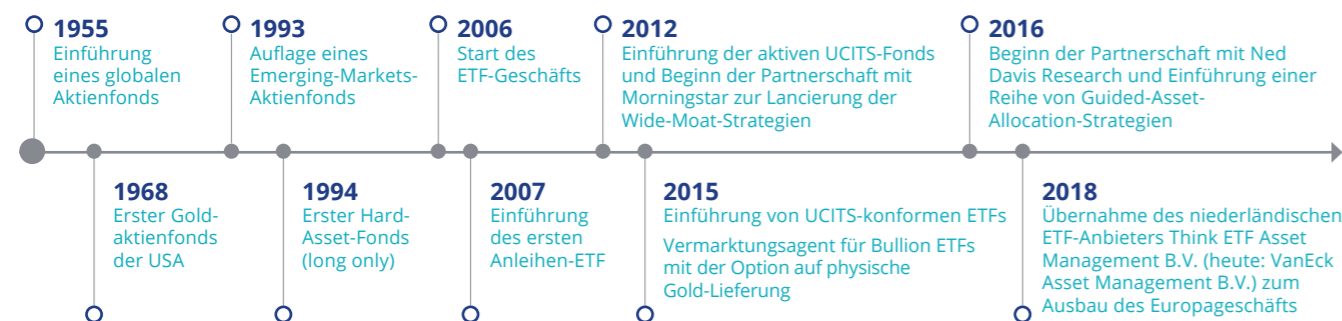 1955
Einführung
eines globalen
Aktienfonds
1993
Auflage eines
Emerging-Markets-
Aktienfonds
2006
Start des
ETF-Geschäfts
2012
Einführung der aktiven UCITS-Fonds
und Beginn der Partnerschaft mit
Morningstar zur Lancierung der
Wide-Moat-Strategien
2016
Beginn der Partnerschaft mit Ned
Davis Research und Einführung einer
Reihe von Guided-Asset-
Allocation-Strategien
1968
Erster Gold-
aktienfonds
der USA
1994
Erster Hard-
Asset-Fonds
(long only)
2007
Einführung
des ersten
Anleihen-ETF
2015
Einführung von UCITS-konformen ETFs
Vermarktungsagent für Bullion ETFs
mit der Option auf physische
Gold-Lieferung
2018
Übernahme des niederländischen
ETF-Anbieters Think ETF Asset
Management B.V. (heute: VanEck
Asset Management B.V.) zum
Ausbau des Europageschäfts